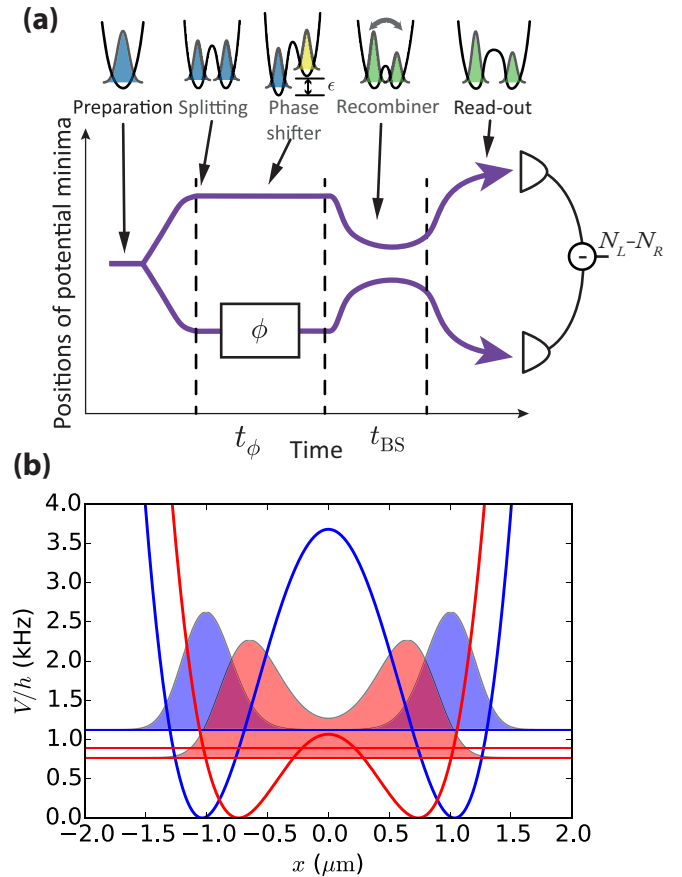 (a)
Preparation Splitting Phase shifter Recombiner Read-out
ϵ
Positions of potential minima
ϕ
N_L-N_R
-
t_ϕ Time t_BS
(b)
V/h (kHz)
4.0
3.5
3.0
2.5
2.0
1.5
1.0
0.5
0.0
−2.0 −1.5 −1.0 −0.5 0.0 0.5 1.0 1.5 2.0
x (μm)